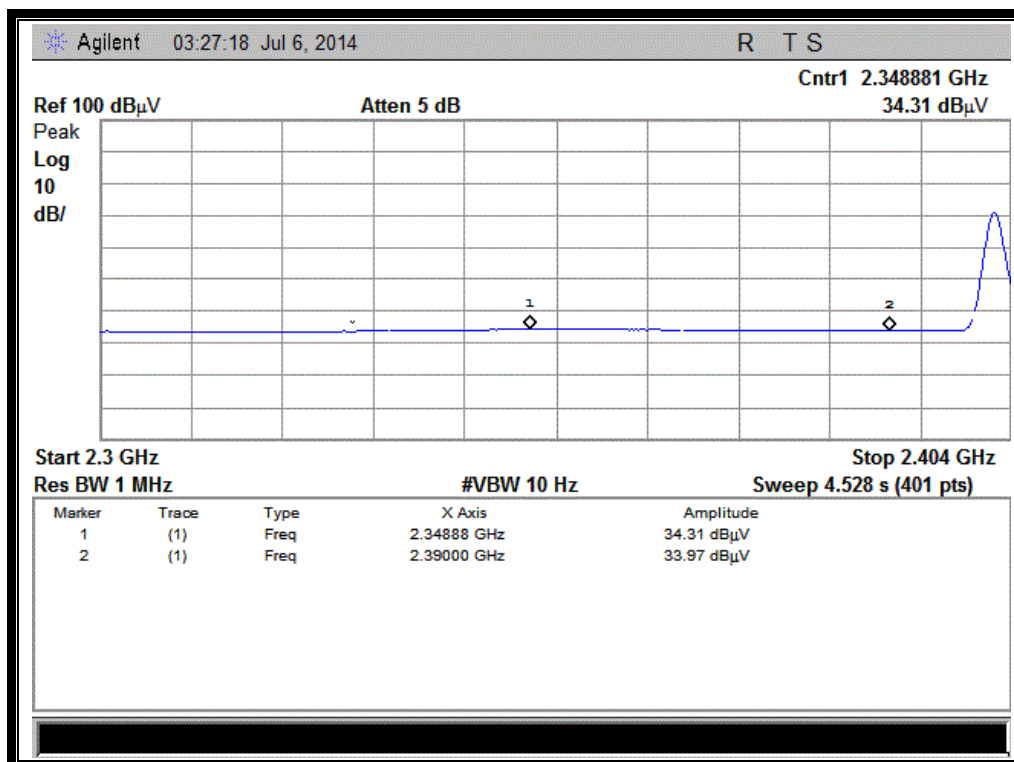 Agilent 03:27:18 Jul 6, 2014 R T S
Cntr1 2.348881 GHz
Ref 100 dBμV Atten 5 dB 34.31 dBμV
Peak
Log
10
dB/
1 2
Start 2.3 GHz Stop 2.404 GHz
Res BW 1 MHz #VBW 10 Hz Sweep 4.528 s (401 pts)
Marker Trace Type X Axis Amplitude
1 (1) Freq 2.34888 GHz 34.31 dBμV
2 (1) Freq 2.39000 GHz 33.97 dBμV